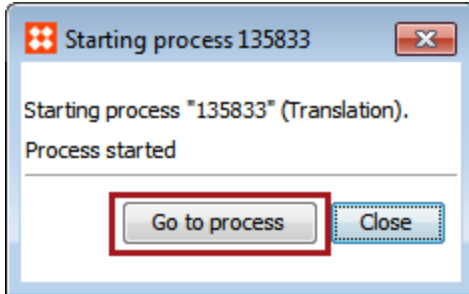 Starting process 135833
Starting process "135833" (Translation).
Process started
Go to process
Close